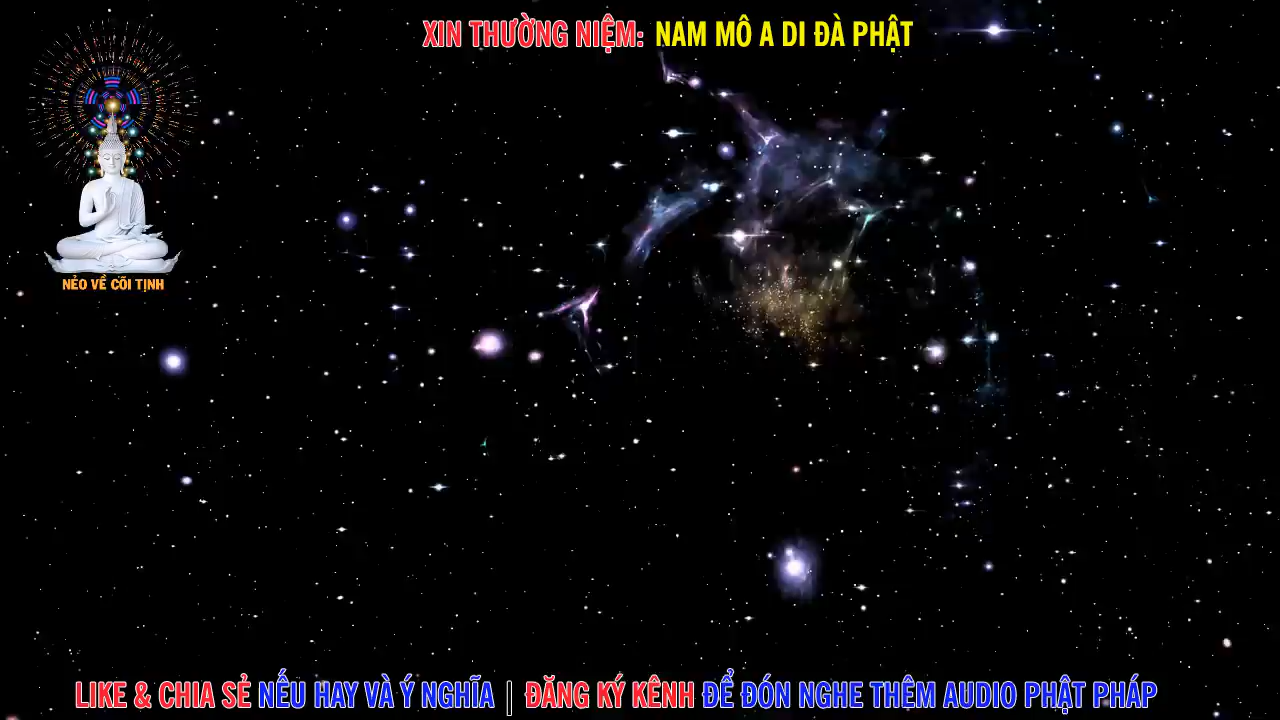 XIN THƯỜNG NIỆM: NAM MÔ A DI ĐÀ PHẬT
NẺO VỀ CÕI TỊNH
LIKE & CHIA SẺ NẾU HAY VÀ Ý NGHĨA | ĐĂNG KÝ KÊNH ĐỂ ĐÓN NGHE THÊM AUDIO PHẬT PHÁP